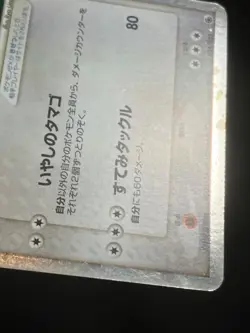 いやしのタマゴ
自分以外の自分のポケモン全員から、ダメージカウンターを
それぞれ2個ずつとりのぞく。
すてみタックル 80
自分にも60ダメージ。